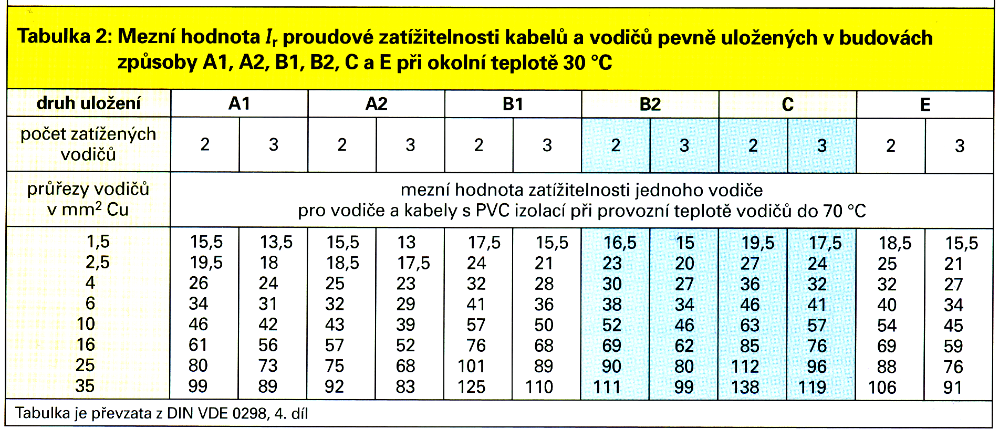 Tabulka 2: Mezní hodnota Ir proudové zatížitelnosti kabelů a vodičů pevně uložených v budovách
způsoby A1, A2, B1, B2, C a E při okolní teplotě 30 °C
druh uložení A1 A2 B1 B2 C E
počet zatížených
vodičů 2 3 2 3 2 3 2 3 2 3 2 3
průřezy vodičů
v mm² Cu
mezní hodnota zatížitelnosti jednoho vodiče
pro vodiče a kabely s PVC izolací při provozní teplotě vodičů do 70 °C
1,5 15,5 13,5 15,5 13 17,5 15,5 16,5 15 19,5 17,5 18,5 15,5
2,5 19,5 18 18,5 17,5 24 21 23 20 27 24 25 21
4 26 24 25 23 32 28 30 27 36 32 32 27
6 34 31 32 29 41 36 38 34 46 41 40 34
10 46 42 43 39 57 50 52 46 63 57 54 45
16 61 56 57 52 76 68 69 62 85 76 69 59
25 80 73 75 68 101 89 90 80 112 96 88 76
35 99 89 92 83 125 110 111 99 138 119 106 91
Tabulka je převzata z DIN VDE 0298, 4. díl